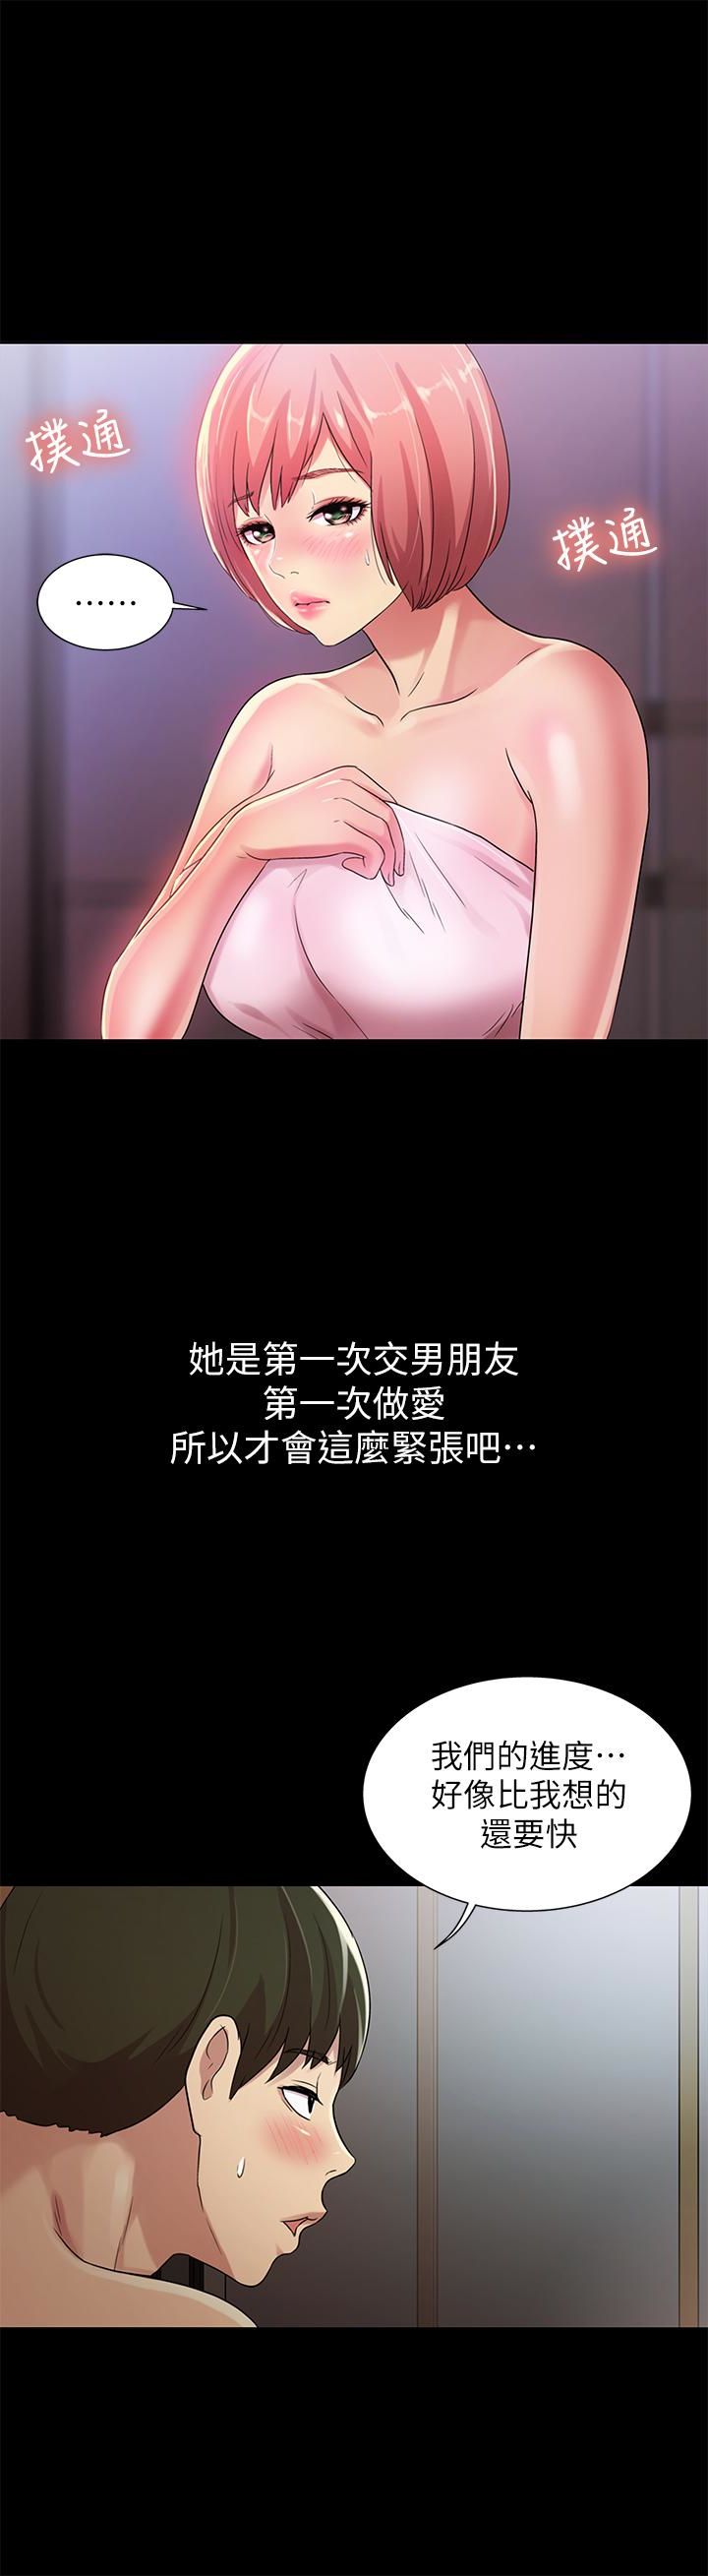 撲通
撲通
……
她是第一次交男朋友
第一次做愛
所以才會這麼緊張吧…
我們的進度…
好像比我想的
還要快